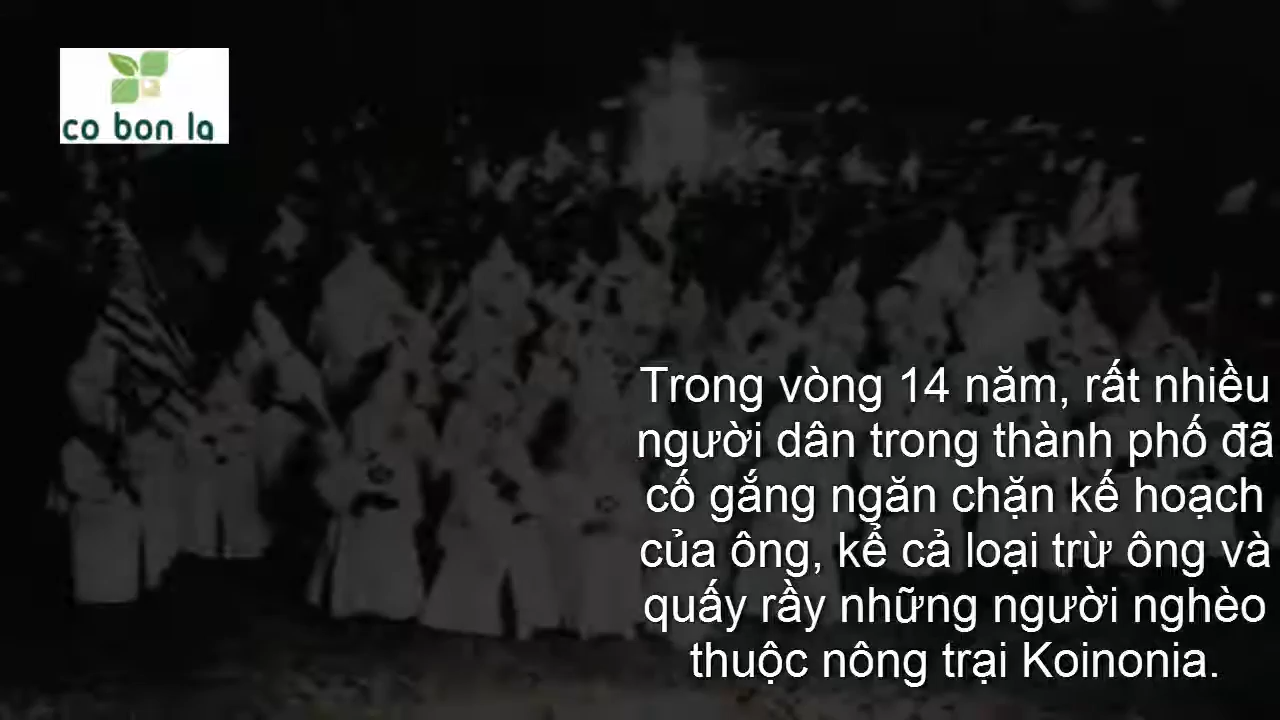 co bon la
Trong vòng 14 năm, rất nhiều
người dân trong thành phố đã
cố gắng ngăn chặn kế hoạch
của ông, kể cả loại trừ ông và
quấy rầy những người nghèo
thuộc nông trại Koinonia.